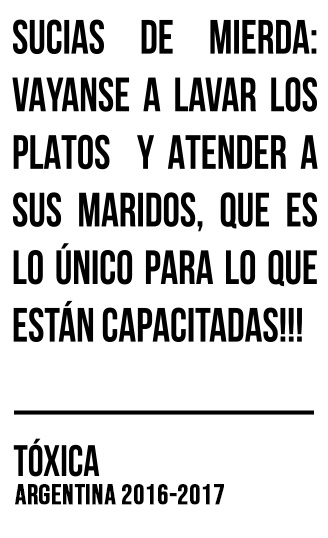 SUCIAS DE MIERDA:
VAYANSE A LAVAR LOS
PLATOS Y ATENDER A
SUS MARIDOS, QUE ES
LO ÚNICO PARA LO QUE
ESTÁN CAPACITADAS!!!
TÓXICA
ARGENTINA 2016-2017